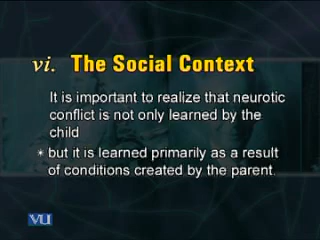 vi. The Social Context
It is important to realize that neurotic
conflict is not only learned by the
child
* but it is learned primarily as a result
of conditions created by the parent.
VU